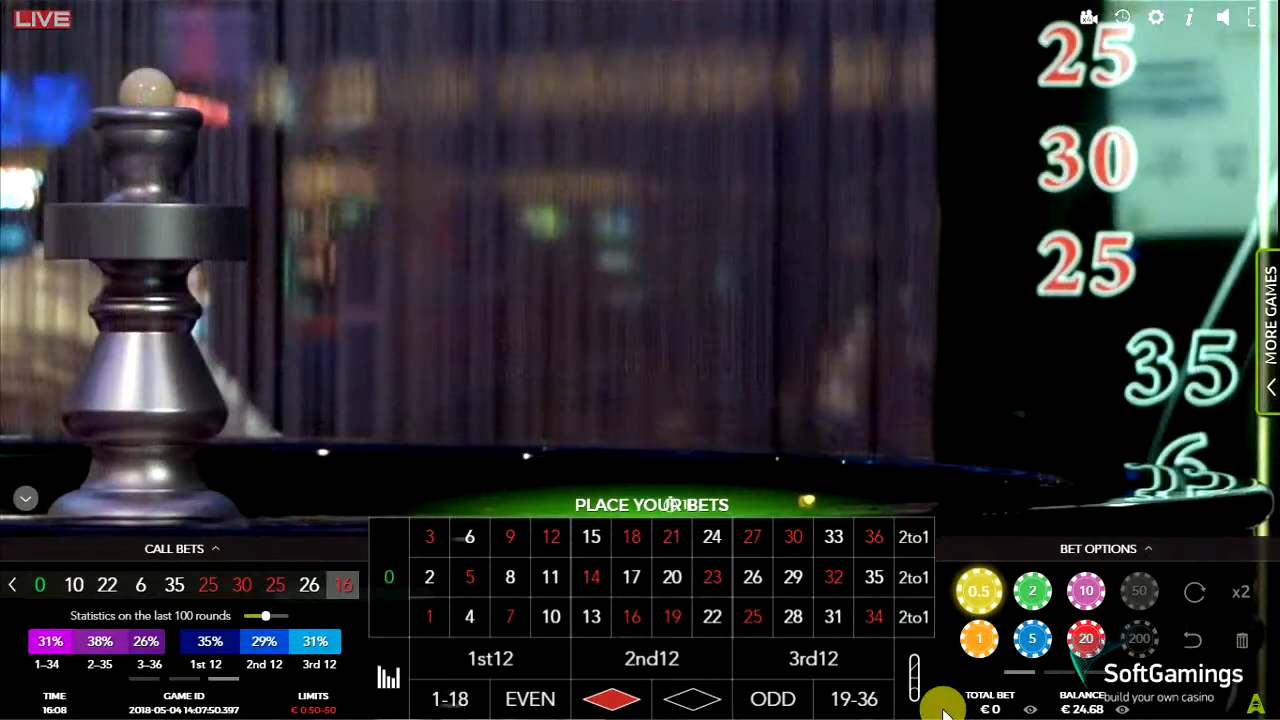 LIVE
x4
25
30
25
35
6
MORE GAMES
PLACE YOUR BETS
CALL BETS
BET OPTIONS
0 10 22 6 35 25 30 25 26 16
Statistics on the last 100 rounds
31% 38% 26% 35% 29% 31%
1-34 2-35 3-36 1st 12 2nd 12 3rd 12
TIME GAME ID LIMITS
16:08 2018-05-04 14:07:50.397 € 0.50-50
3 6 9 12 15 18 21 24 27 30 33 36 2to1
0 2 5 8 11 14 17 20 23 26 29 32 35 2to1
1 4 7 10 13 16 19 22 25 28 31 34 2to1
1st12 2nd12 3rd12
1-18 EVEN ODD 19-36
0.5 2 10 50 x2
1 5 20 200
SoftGamings
build your own casino
TOTAL BET BALANCE
€ 0 € 24.68